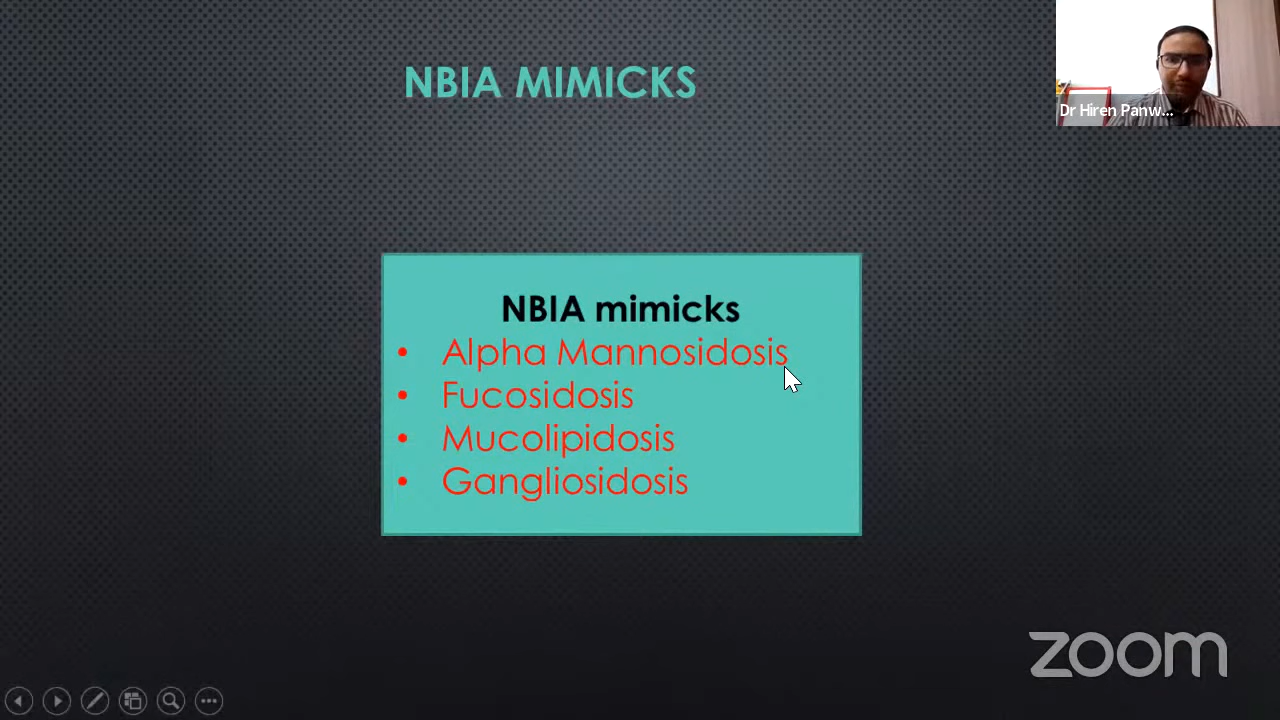 NBIA MIMICKS
Dr Hiren Panw...
NBIA mimicks
• Alpha Mannosidosis
• Fucosidosis
• Mucolipidosis
• Gangliosidosis
zoom